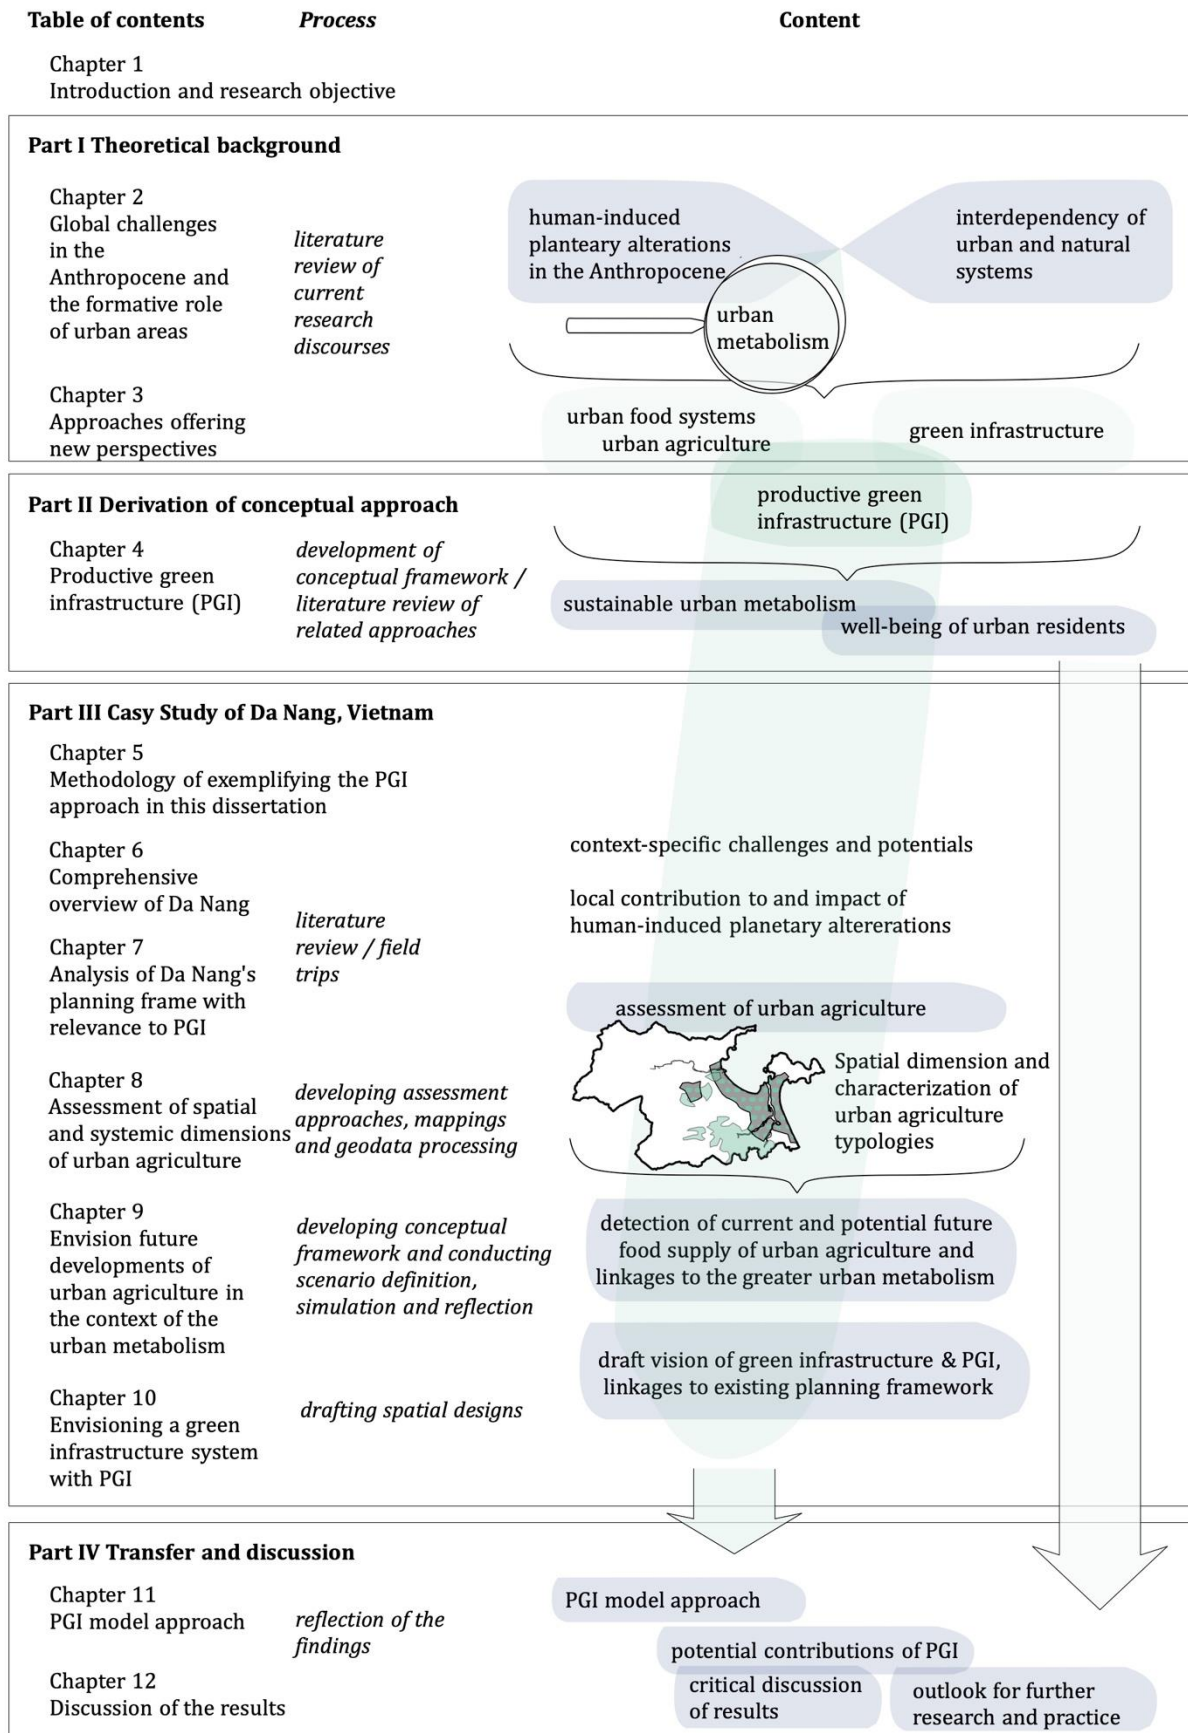 Table of contents
Process
Content
Chapter 1
Introduction and research objective
Part I Theoretical background
Chapter 2
Global challenges
in the
Anthropocene and
the formative role
of urban areas
literature
review of
current
research
discourses
human-induced
planteary alterations
in the Anthropocene
interdependency of
urban and natural
systems
urban
metabolism
Chapter 3
Approaches offering
new perspectives
urban food systems
urban agriculture
green infrastructure
Part II Derivation of conceptual approach
productive green
infrastructure (PGI)
Chapter 4
Productive green
infrastructure (PGI)
development of
conceptual framework /
literature review of
related approaches
sustainable urban metabolism
well-being of urban residents
Part III Casy Study of Da Nang, Vietnam
Chapter 5
Methodology of exemplifying the PGI
approach in this dissertation
Chapter 6
Comprehensive
overview of Da Nang
context-specific challenges and potentials
local contribution to and impact of
human-induced planetary altererations
literature
review / field
trips
Chapter 7
Analysis of Da Nang's
planning frame with
relevance to PGI
assessment of urban agriculture
Spatial dimension and
characterization of
urban agriculture
typologies
Chapter 8
Assessment of spatial
and systemic dimensions
of urban agriculture
developing assessment
approaches, mappings
and geodata processing
Chapter 9
Envision future
developments of
urban agriculture in
the context of the
urban metabolism
developing conceptual
framework and conducting
scenario definition,
simulation and reflection
detection of current and potential future
food supply of urban agriculture and
linkages to the greater urban metabolism
draft vision of green infrastructure & PGI,
linkages to existing planning framework
Chapter 10
Envisioning a green
infrastructure system
with PGI
drafting spatial designs
Part IV Transfer and discussion
Chapter 11
PGI model approach
reflection of the
findings
PGI model approach
potential contributions of PGI
Chapter 12
Discussion of the results
critical discussion
of results
outlook for further
research and practice